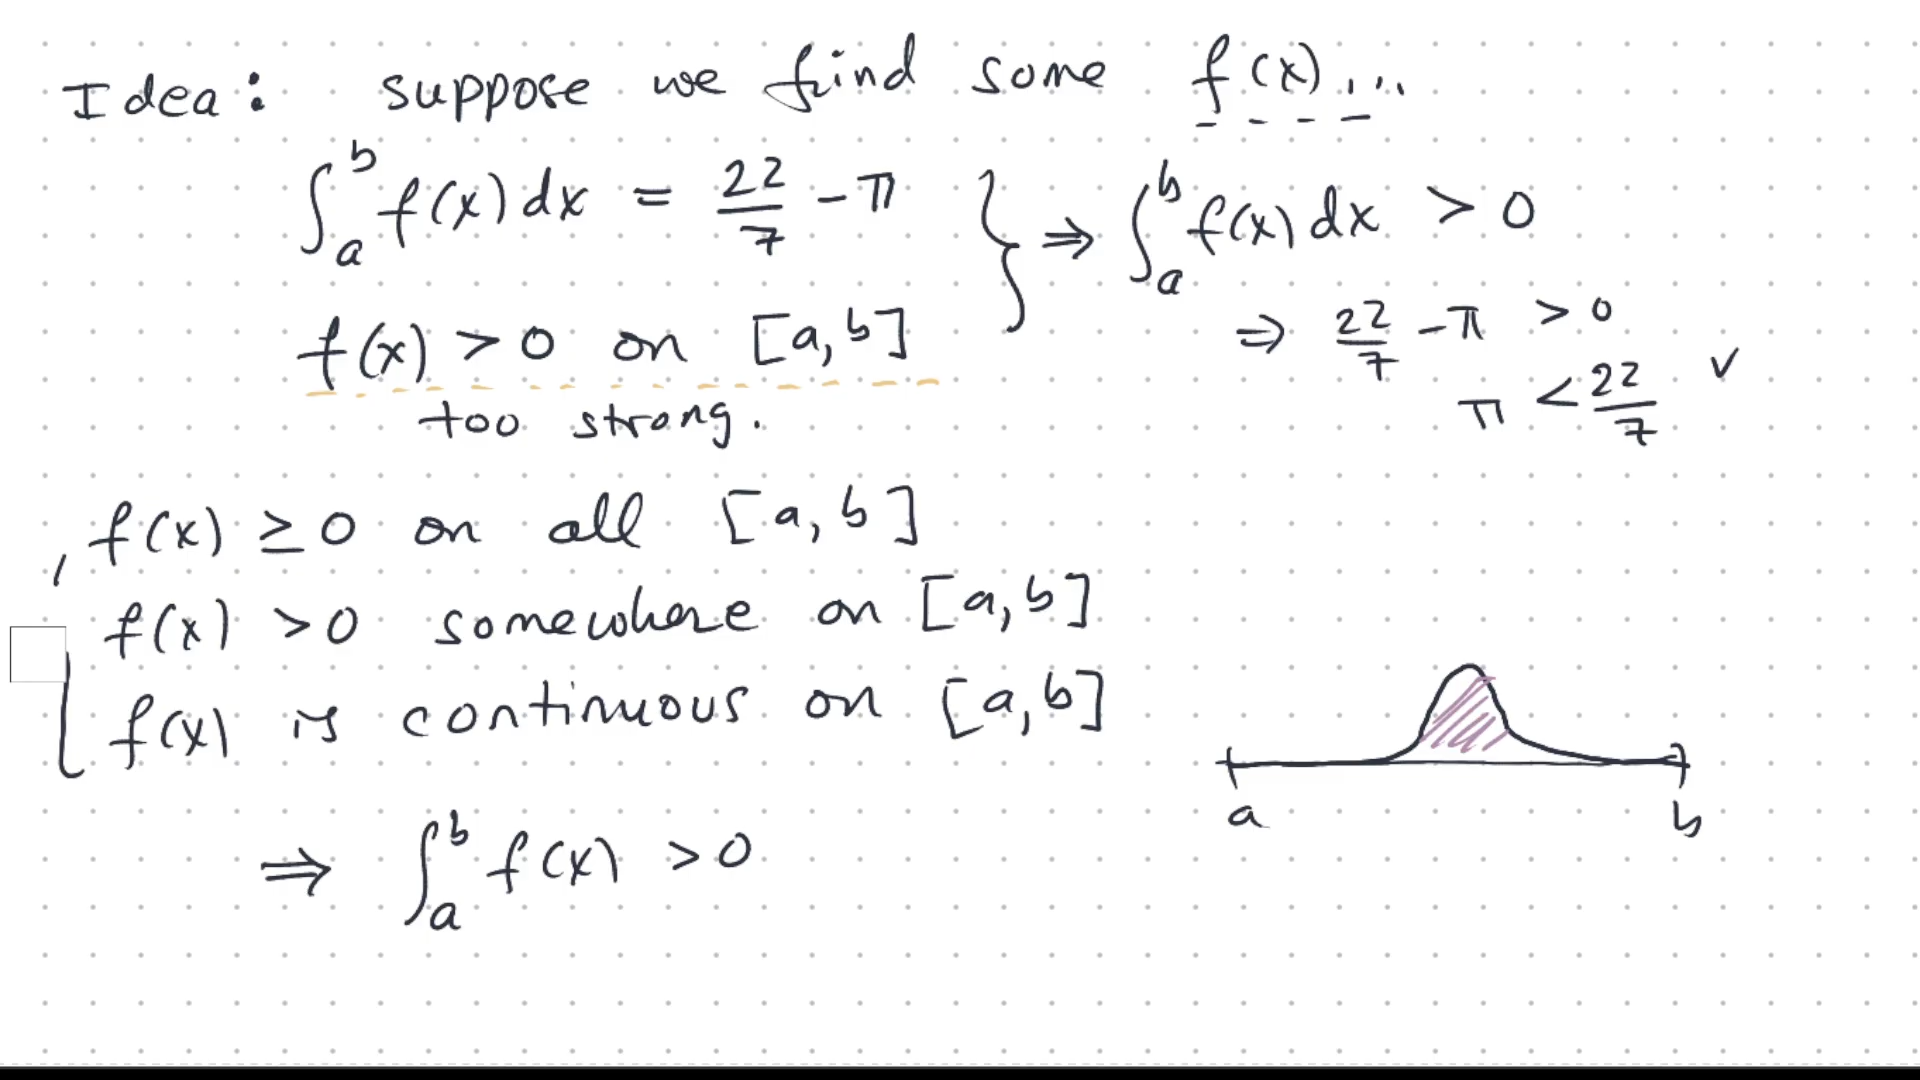 Idea: suppose we find some f(x)...
∫_a^b f(x) dx = 22/7 - π } ⇒ ∫_a^b f(x) dx > 0
f(x) > 0 on [a, b]
⇒ 22/7 - π > 0
too strong.
π < 22/7 ✓
f(x) ≥ 0 on all [a, b]
f(x) > 0 somewhere on [a, b]
f(x) is continuous on [a, b]
a b
⇒ ∫_a^b f(x) > 0